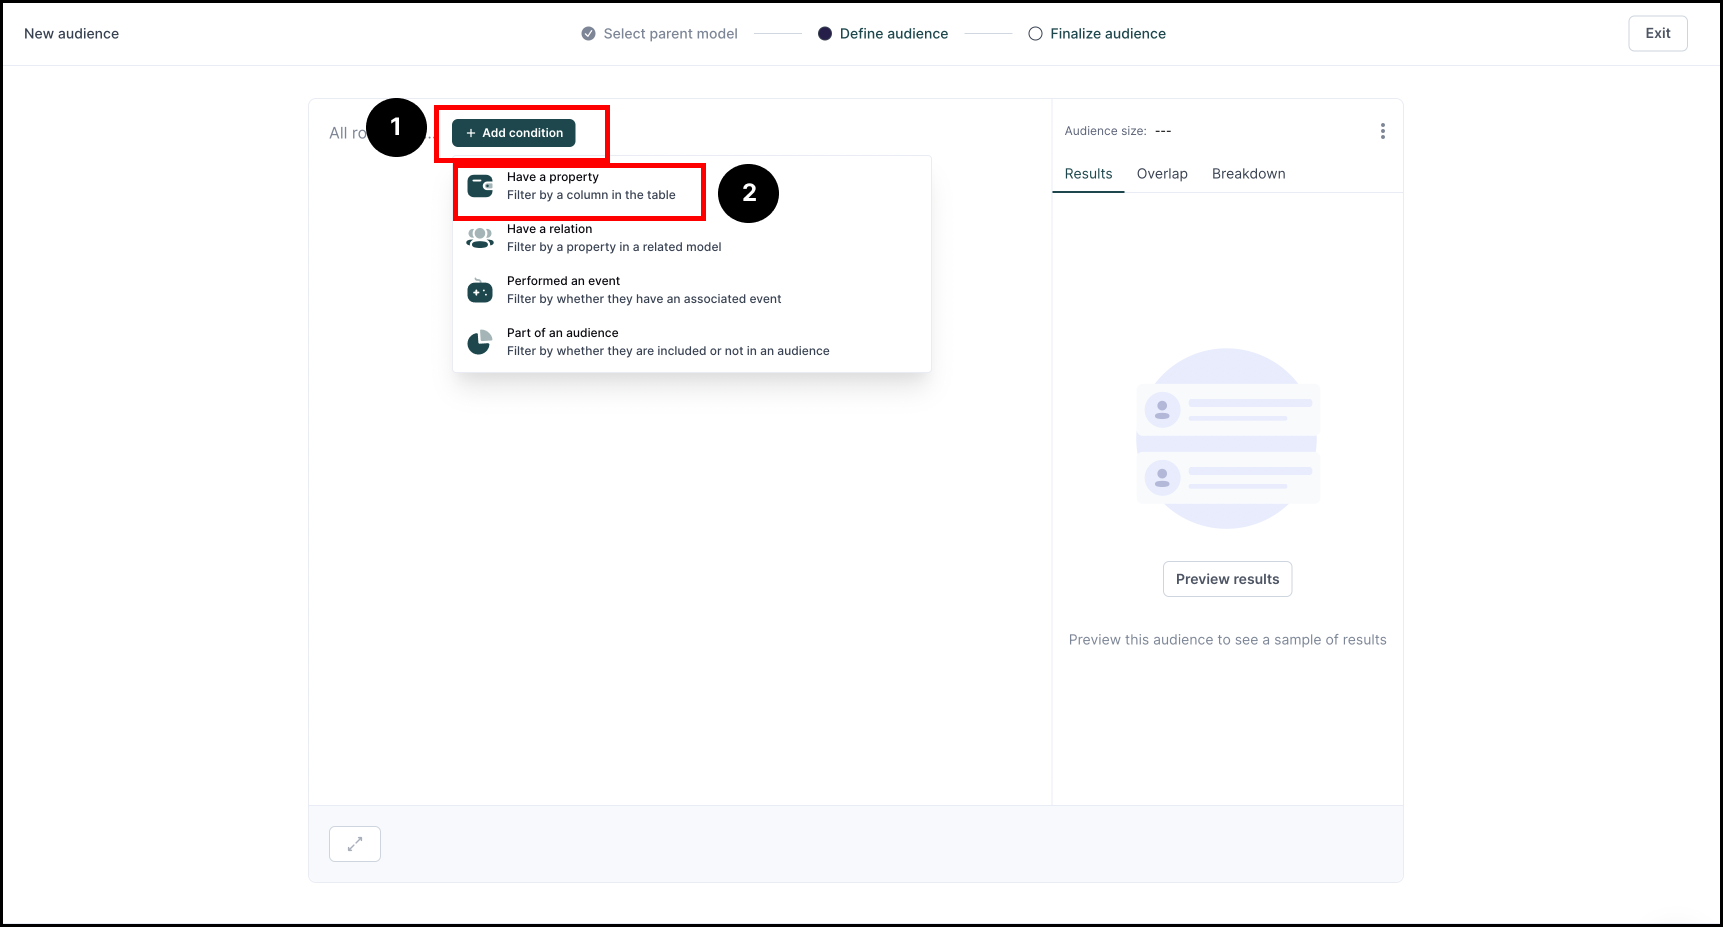 New audience
Select parent model
Define audience
Finalize audience
Exit
All
1
+ Add condition
Have a property
Filter by a column in the table
2
Have a relation
Filter by a property in a related model
Performed an event
Filter by whether they have an associated event
Part of an audience
Filter by whether they are included or not in an audience
Audience size: ---
Results
Overlap
Breakdown
Preview results
Preview this audience to see a sample of results